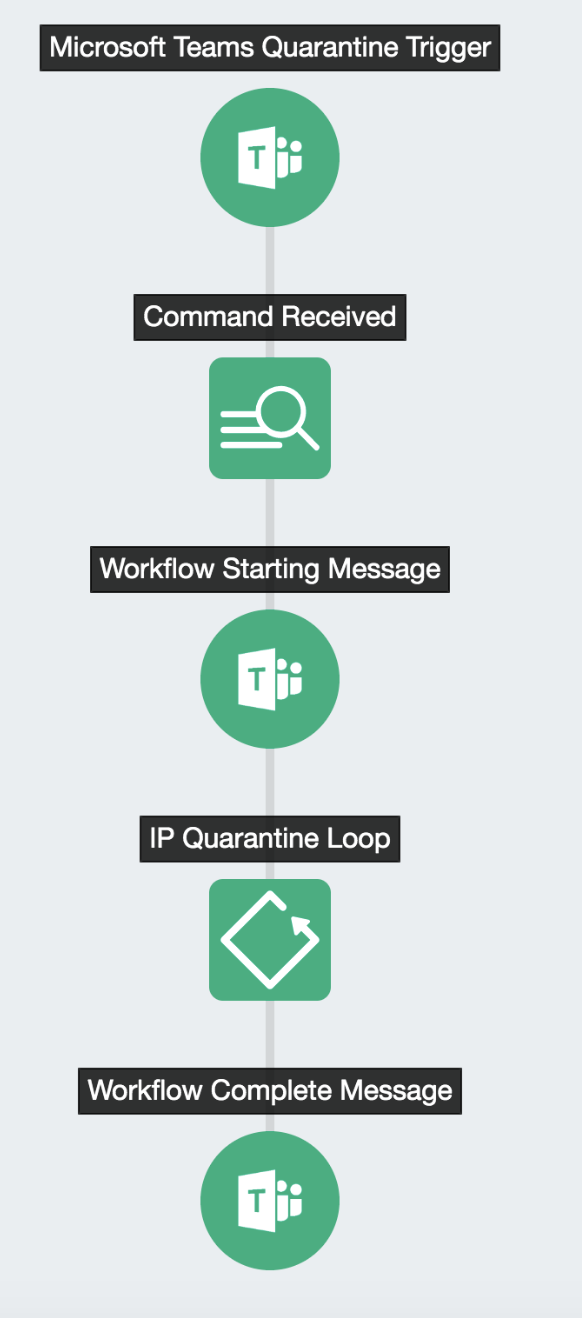 Microsoft Teams Quarantine Trigger
T
Command Received
Workflow Starting Message
T
IP Quarantine Loop
Workflow Complete Message
T